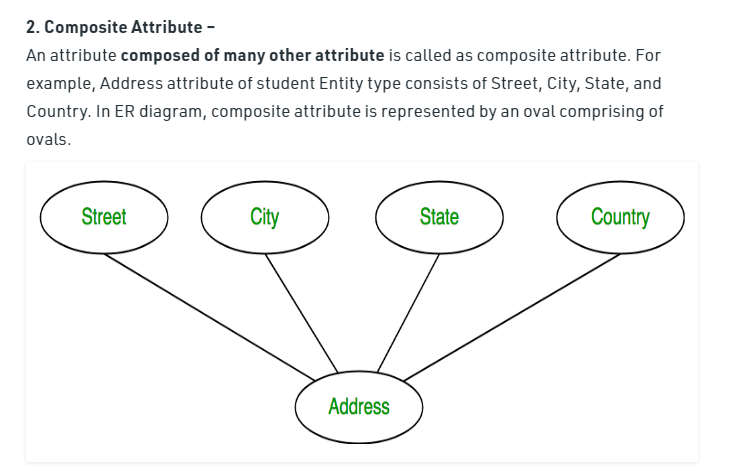 2. Composite Attribute –
An attribute composed of many other attribute is called as composite attribute. For
example, Address attribute of student Entity type consists of Street, City, State, and
Country. In ER diagram, composite attribute is represented by an oval comprising of
ovals.
Street City State Country
Address